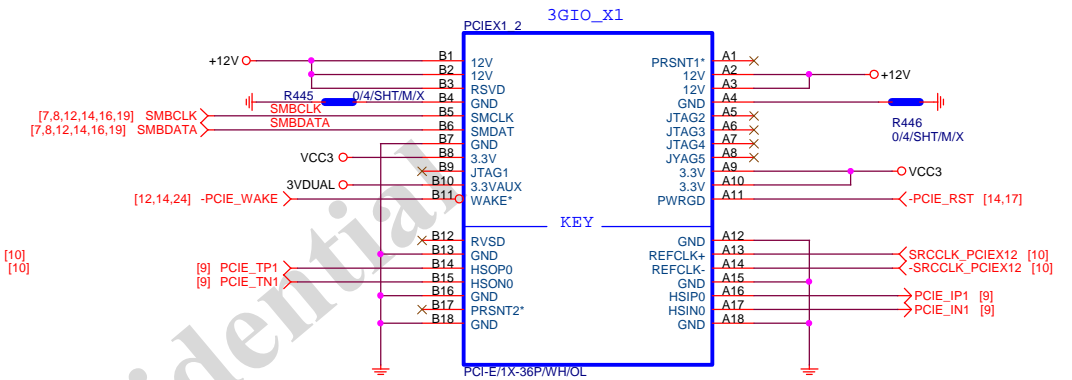 3GIO_X1
PCIEX1_2
+12V B1 12V PRSNT1* A1
B2 12V 12V A2 +12V
B3 RSVD 12V A3
R445 0/4/SHT/M/X B4 GND GND A4
[7,8,12,14,16,19] SMBCLK SMBCLK B5 SMCLK JTAG2 A5 R446
[7,8,12,14,16,19] SMBDATA SMBDATA B6 SMDAT JTAG3 A6 0/4/SHT/M/X
B7 GND JTAG4 A7
VCC3 B8 3.3V JYAG5 A8
B9 JTAG1 3.3V A9 VCC3
3VDUAL B10 3.3VAUX 3.3V A10
[12,14,24] -PCIE_WAKE B11 WAKE* PWRGD A11 -PCIE_RST [14,17]
KEY
B12 RVSD GND A12
[10] B13 GND REFCLK+ A13 SRCCLK_PCIEX12 [10]
[10] [9] PCIE_TP1 B14 HSOP0 REFCLK- A14 -SRCCLK_PCIEX12 [10]
[9] PCIE_TN1 B15 HSON0 GND A15
B16 GND HSIP0 A16 PCIE_IP1 [9]
B17 PRSNT2* HSIN0 A17 PCIE_IN1 [9]
B18 GND GND A18
PCI-E/1X-36P/WH/OL
fidential